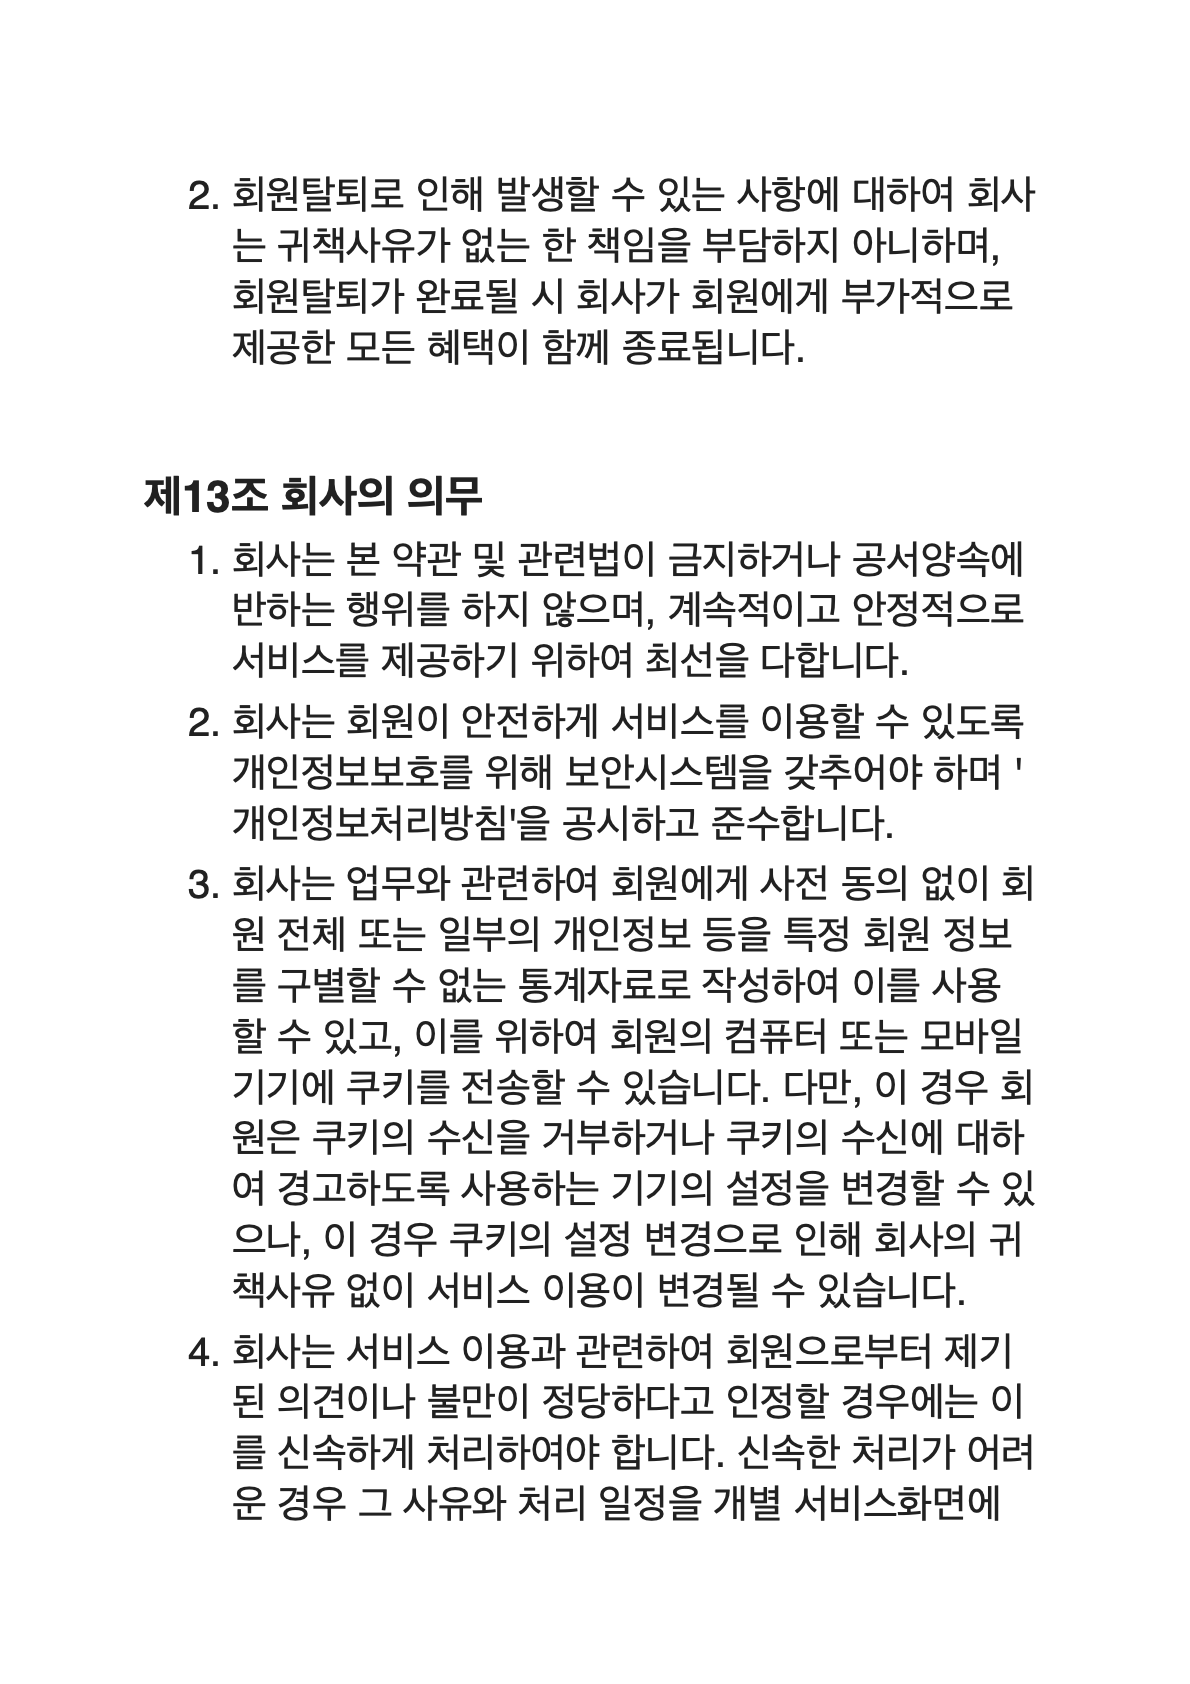 2. 회원탈퇴로 인해 발생할 수 있는 사항에 대하여 회사
는 귀책사유가 없는 한 책임을 부담하지 아니하며,
회원탈퇴가 완료될 시 회사가 회원에게 부가적으로
제공한 모든 혜택이 함께 종료됩니다.
제13조 회사의 의무
1. 회사는 본 약관 및 관련법이 금지하거나 공서양속에
반하는 행위를 하지 않으며, 계속적이고 안정적으로
서비스를 제공하기 위하여 최선을 다합니다.
2. 회사는 회원이 안전하게 서비스를 이용할 수 있도록
개인정보보호를 위해 보안시스템을 갖추어야 하며 '
개인정보처리방침'을 공시하고 준수합니다.
3. 회사는 업무와 관련하여 회원에게 사전 동의 없이 회
원 전체 또는 일부의 개인정보 등을 특정 회원 정보
를 구별할 수 없는 통계자료로 작성하여 이를 사용
할 수 있고, 이를 위하여 회원의 컴퓨터 또는 모바일
기기에 쿠키를 전송할 수 있습니다. 다만, 이 경우 회
원은 쿠키의 수신을 거부하거나 쿠키의 수신에 대하
여 경고하도록 사용하는 기기의 설정을 변경할 수 있
으나, 이 경우 쿠키의 설정 변경으로 인해 회사의 귀
책사유 없이 서비스 이용이 변경될 수 있습니다.
4. 회사는 서비스 이용과 관련하여 회원으로부터 제기
된 의견이나 불만이 정당하다고 인정할 경우에는 이
를 신속하게 처리하여야 합니다. 신속한 처리가 어려
운 경우 그 사유와 처리 일정을 개별 서비스화면에